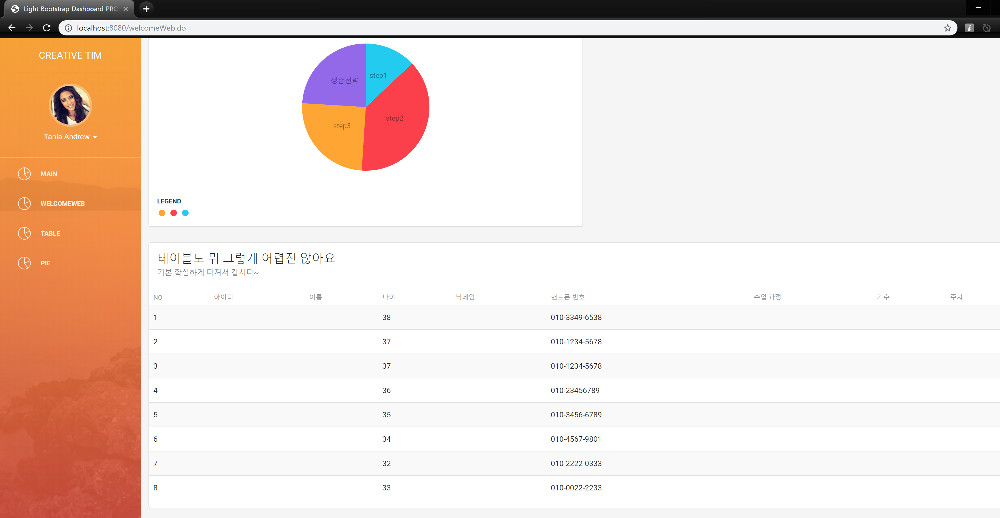 Light Bootstrap Dashboard PRO
localhost:8080/welcomeWeb.do
CREATIVE TIM
Tania Andrew
MAIN
WELCOMEWEB
TABLE
PIE
생존전략
step1
step2
step3
LEGEND
테이블도 뭐 그렇게 어렵진 않아요
기본 확실하게 다져서 갑시다~
NO 아이디 이름 나이 닉네임 핸드폰 번호 수업 과정 기수 주차
1 38 010-3349-6538
2 37 010-1234-5678
3 37 010-1234-5678
4 36 010-23456789
5 35 010-3456-6789
6 34 010-4567-9801
7 32 010-2222-0333
8 33 010-0022-2233